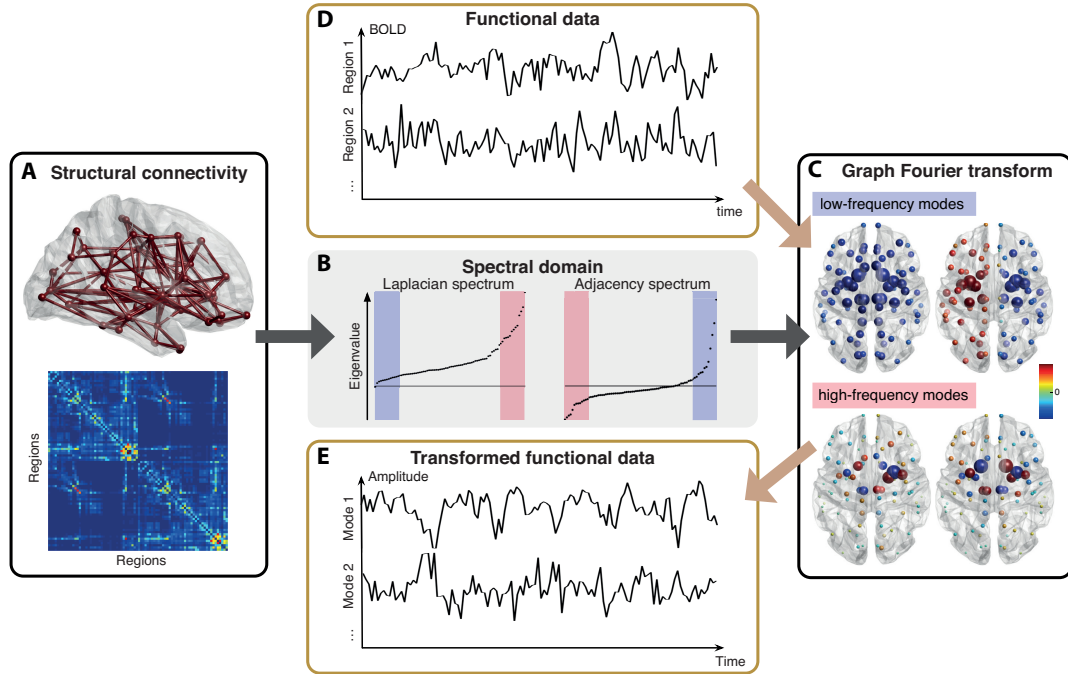 A Structural connectivity
Regions
Regions
D Functional data
BOLD
Region 1
Region 2
...
time
B Spectral domain
Laplacian spectrum
Adjacency spectrum
Eigenvalue
C Graph Fourier transform
low-frequency modes
0
high-frequency modes
E Transformed functional data
Amplitude
Mode 1
Mode 2
...
Time